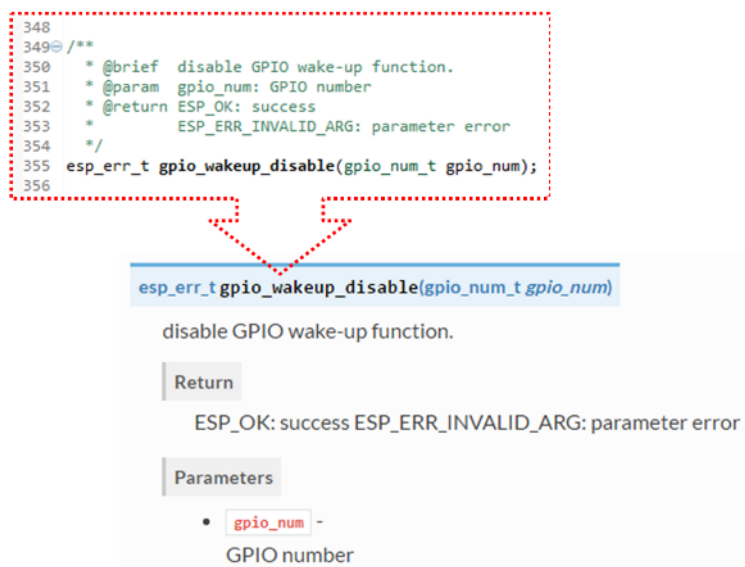 348
349 /**
350 * @brief disable GPIO wake-up function.
351 * @param gpio_num: GPIO number
352 * @return ESP_OK: success
353 * ESP_ERR_INVALID_ARG: parameter error
354 */
355 esp_err_t gpio_wakeup_disable(gpio_num_t gpio_num);
356
esp_err_t gpio_wakeup_disable(gpio_num_t gpio_num)
disable GPIO wake-up function.
Return
ESP_OK: success ESP_ERR_INVALID_ARG: parameter error
Parameters
• gpio_num -
GPIO number